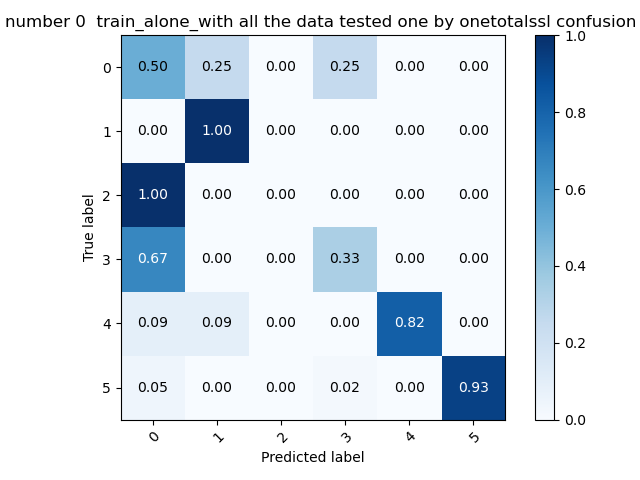 number 0  train_alone_with all the data tested one by onetotalssl confusion
0 0.50 0.25 0.00 0.25 0.00 0.00
1 0.00 1.00 0.00 0.00 0.00 0.00
2 1.00 0.00 0.00 0.00 0.00 0.00
3 0.67 0.00 0.00 0.33 0.00 0.00
4 0.09 0.09 0.00 0.00 0.82 0.00
5 0.05 0.00 0.00 0.02 0.00 0.93
0 1 2 3 4 5
True label
Predicted label
1.0
0.8
0.6
0.4
0.2
0.0